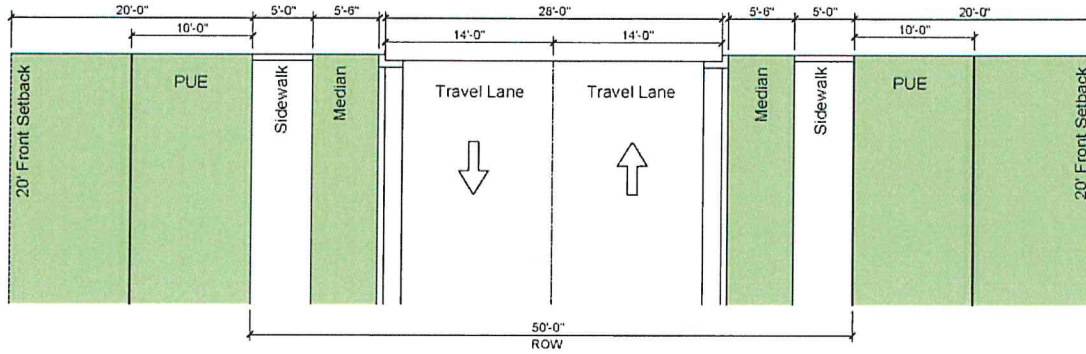 20'-0" 5'-0" 5'-6" 28'-0" 5'-6" 5'-0" 20'-0"
10'-0" 14'-0" 14'-0" 10'-0"
20' Front Setback
PUE
Sidewalk
Median
Travel Lane
Travel Lane
Median
Sidewalk
PUE
20' Front Setback
50'-0"
ROW